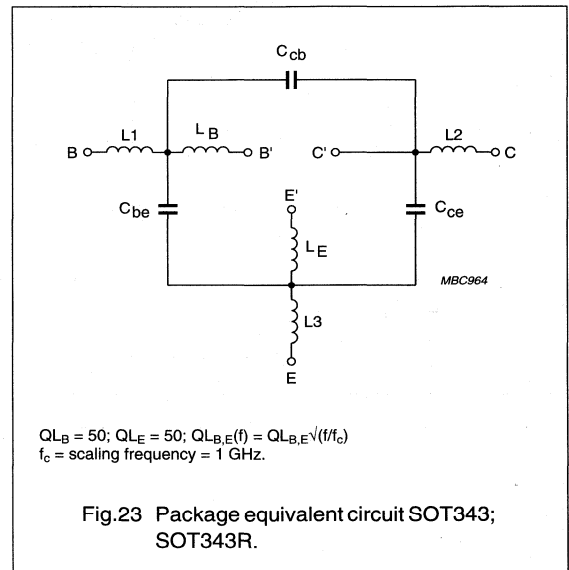 C_cb
L1
L_B
L2
B
B'
C'
C
C_be
E'
C_ce
L_E
MBC964
L3
E
QL_B = 50; QL_E = 50; QL_B,E(f) = QL_B,E√(f/f_c)
f_c = scaling frequency = 1 GHz.
Fig.23 Package equivalent circuit SOT343;
SOT343R.